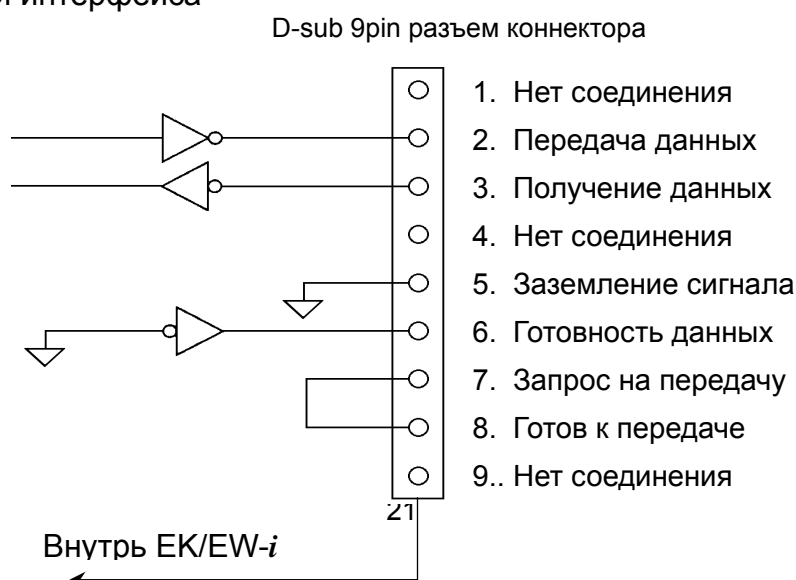 интерфейса
D-sub 9pin разъем коннектора
1. Нет соединения
2. Передача данных
3. Получение данных
4. Нет соединения
5. Заземление сигнала
6. Готовность данных
7. Запрос на передачу
8. Готов к передаче
9.. Нет соединения
21
Внутрь EK/EW-i